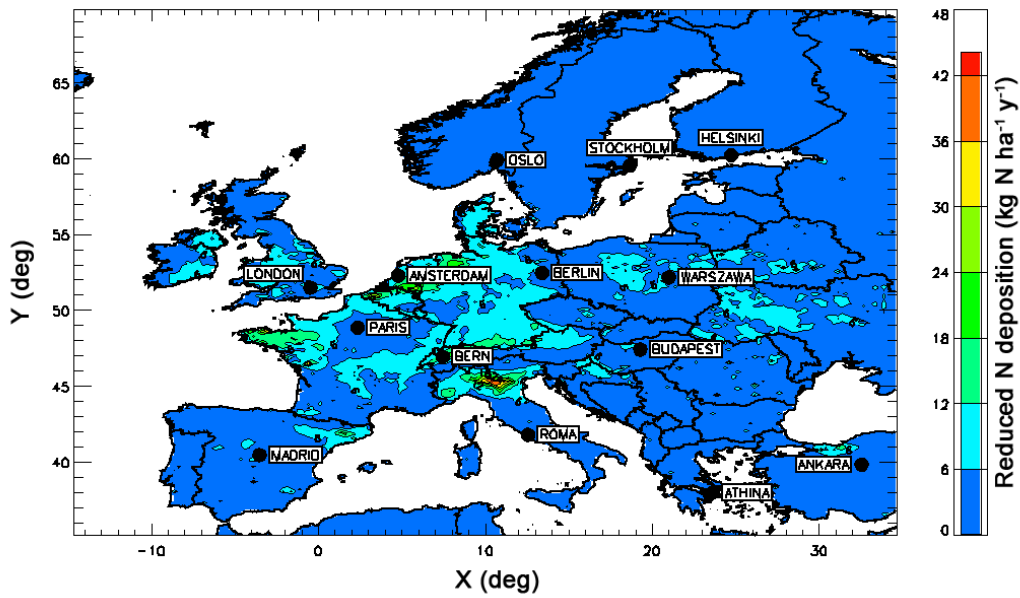 65
60
55
50
45
40
-10
0
10
20
30
Y (deg)
X (deg)
HELSINKI
STOCKHOLM
OSLO
LONDON
AMSTERDAM
BERLIN
WARSZAWA
PARIS
BERN
BUDAPEST
MADRID
ROMA
ANKARA
ATHINA
48
42
36
30
24
18
12
6
0
Reduced N deposition (kg N ha⁻¹ y⁻¹)